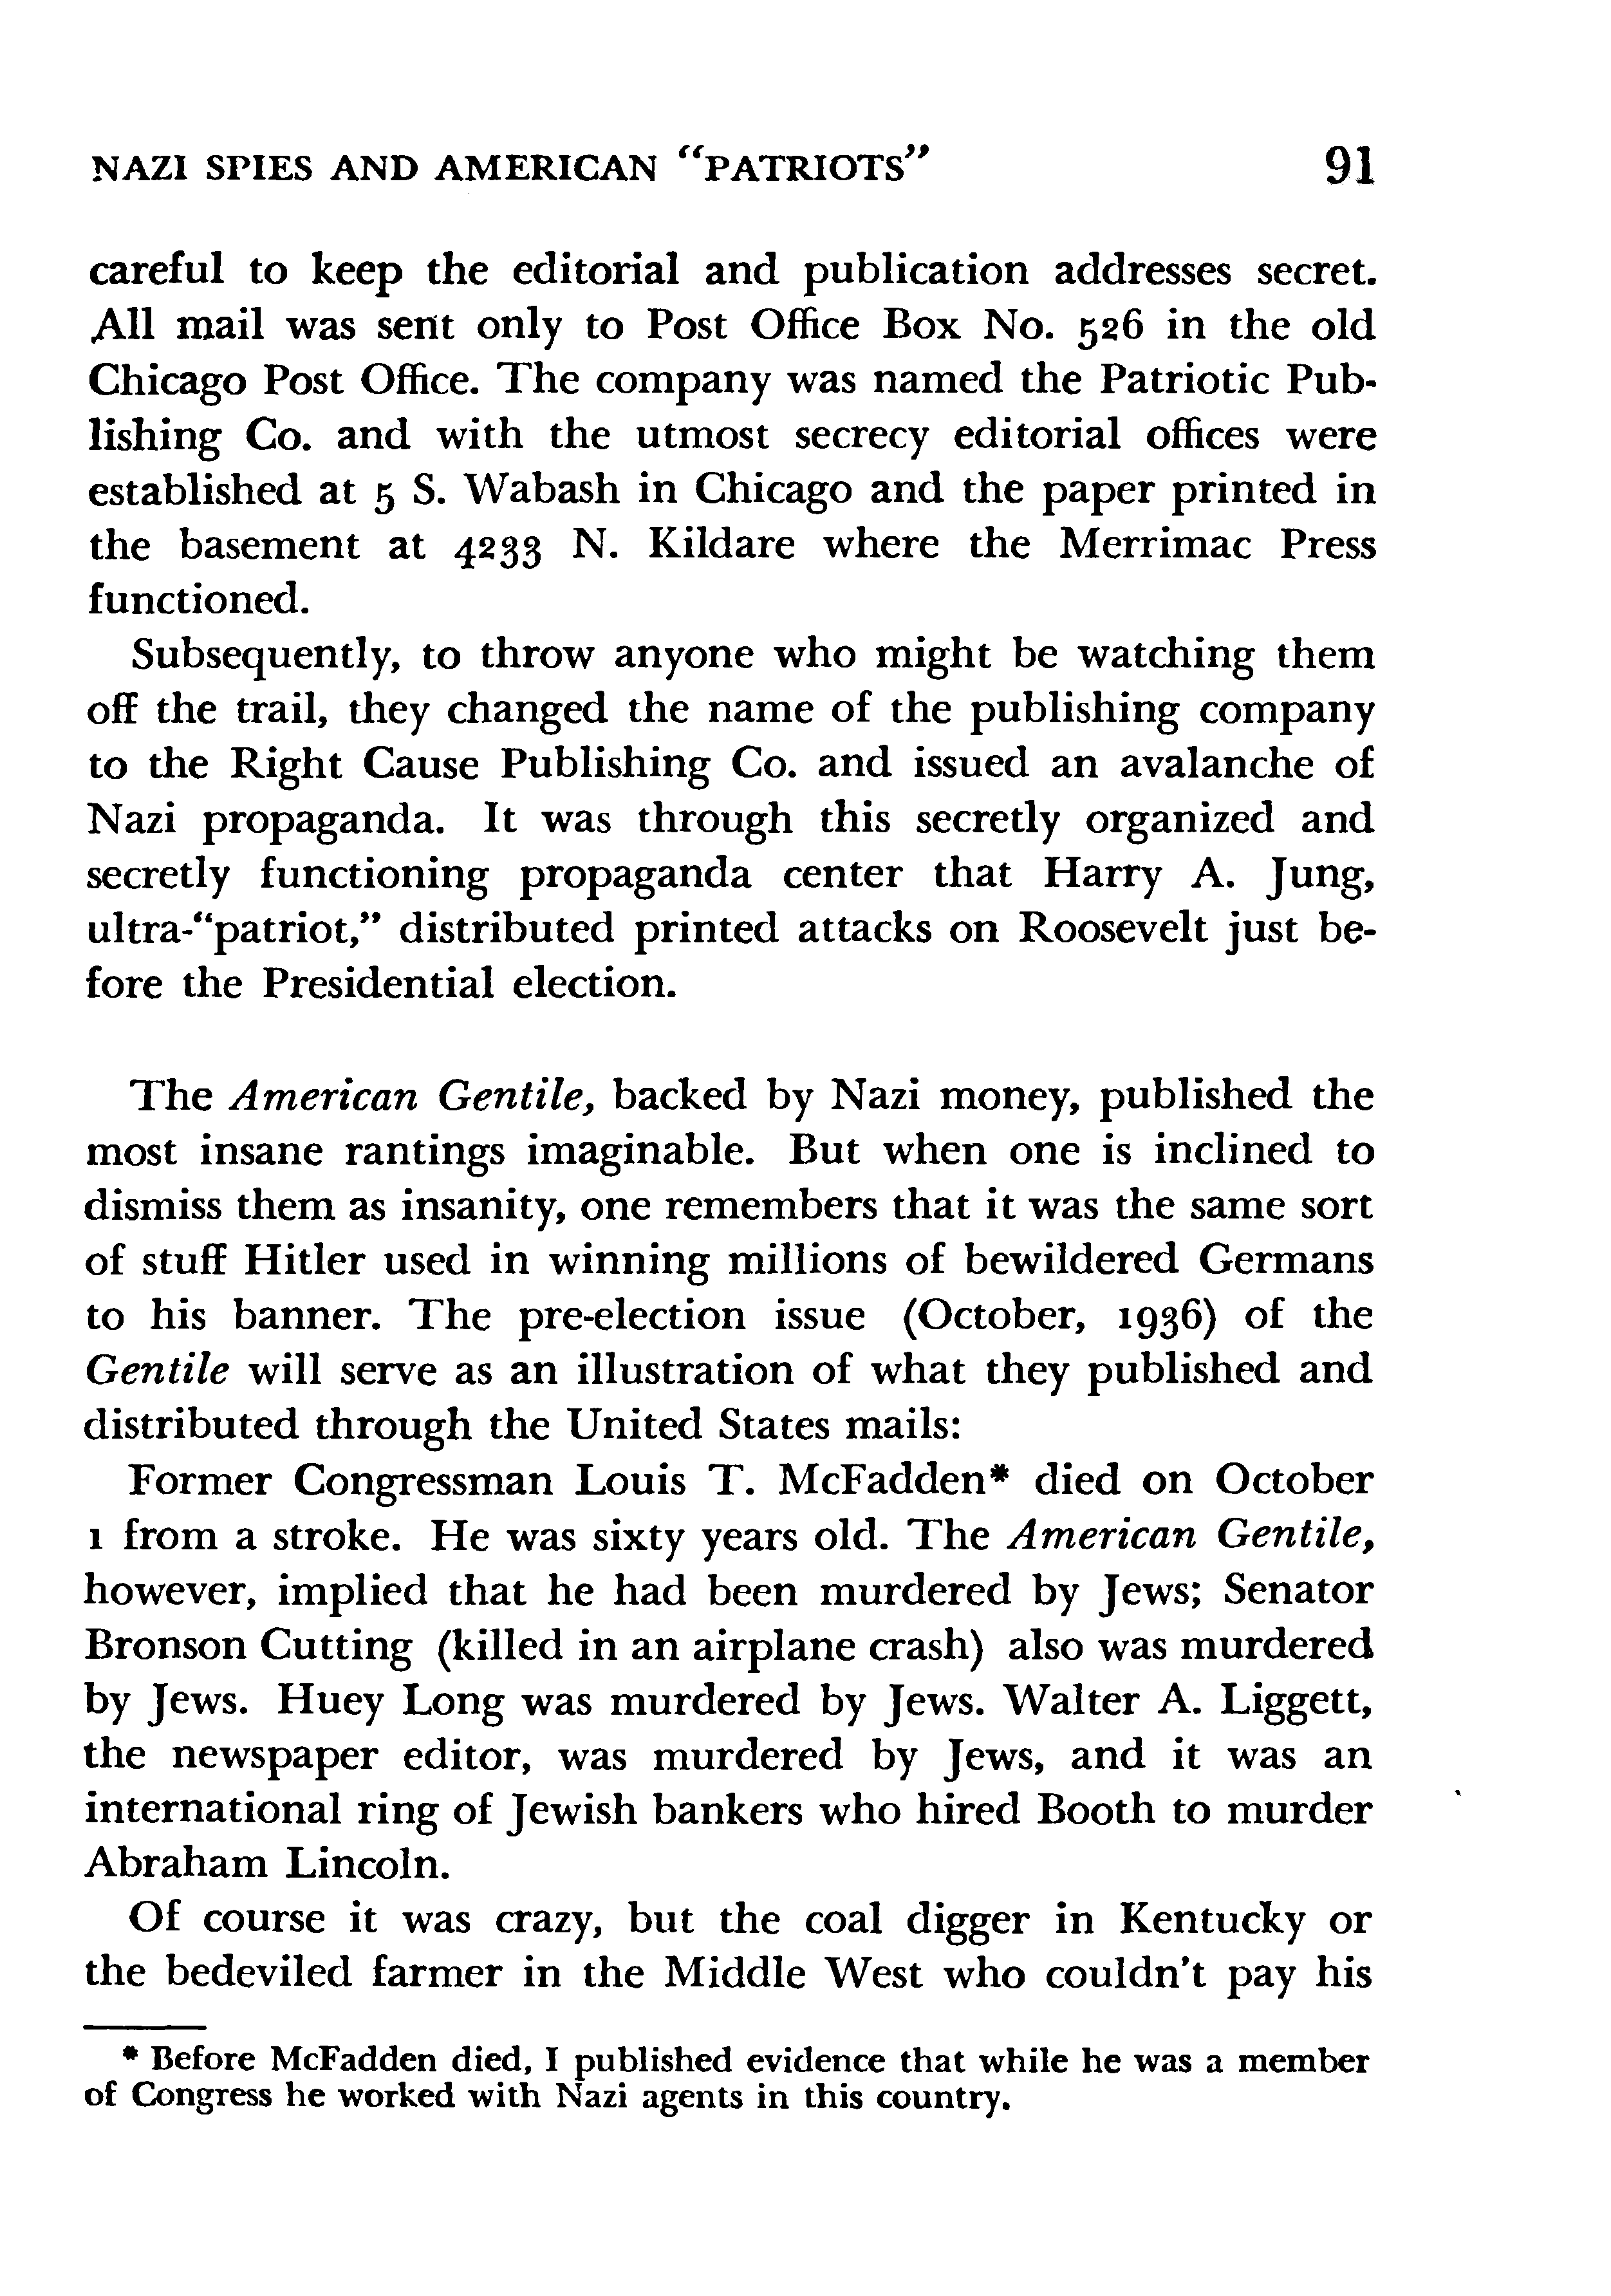 NAZI SPIES AND AMERICAN “PATRIOTS” 91
careful to keep the editorial and publication addresses secret.
All mail was sent only to Post Office Box No. 526 in the old
Chicago Post Office. The company was named the Patriotic Pub-
lishing Co. and with the utmost secrecy editorial offices were
established at 5 S. Wabash in Chicago and the paper printed in
the basement at 4233 N. Kildare where the Merrimac Press
functioned.
Subsequently, to throw anyone who might be watching them
off the trail, they changed the name of the publishing company
to the Right Cause Publishing Co. and issued an avalanche of
Nazi propaganda. It was through this secretly organized and
secretly functioning propaganda center that Harry A. Jung,
ultra-“patriot,” distributed printed attacks on Roosevelt just be-
fore the Presidential election.
The American Gentile, backed by Nazi money, published the
most insane rantings imaginable. But when one is inclined to
dismiss them as insanity, one remembers that it was the same sort
of stuff Hitler used in winning millions of bewildered Germans
to his banner. The pre-election issue (October, 1936) of the
Gentile will serve as an illustration of what they published and
distributed through the United States mails:
Former Congressman Louis T. McFadden* died on October
1 from a stroke. He was sixty years old. The American Gentile,
however, implied that he had been murdered by Jews; Senator
Bronson Cutting (killed in an airplane crash) also was murdered
by Jews. Huey Long was murdered by Jews. Walter A. Liggett,
the newspaper editor, was murdered by Jews, and it was an
international ring of Jewish bankers who hired Booth to murder
Abraham Lincoln.
Of course it was crazy, but the coal digger in Kentucky or
the bedeviled farmer in the Middle West who couldn't pay his
* Before McFadden died, I published evidence that while he was a member
of Congress he worked with Nazi agents in this country.